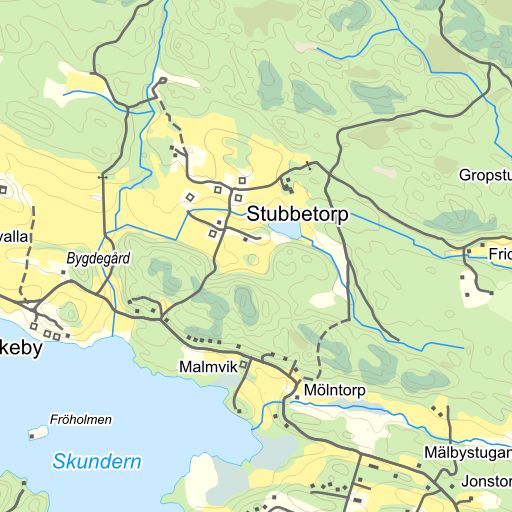 Gropstu
Stubbetorp
valla
Bygdegård
Fric
keby
Malmvik
Mölntorp
Fröholmen
Skundern
Mälbystugan
Jonstor